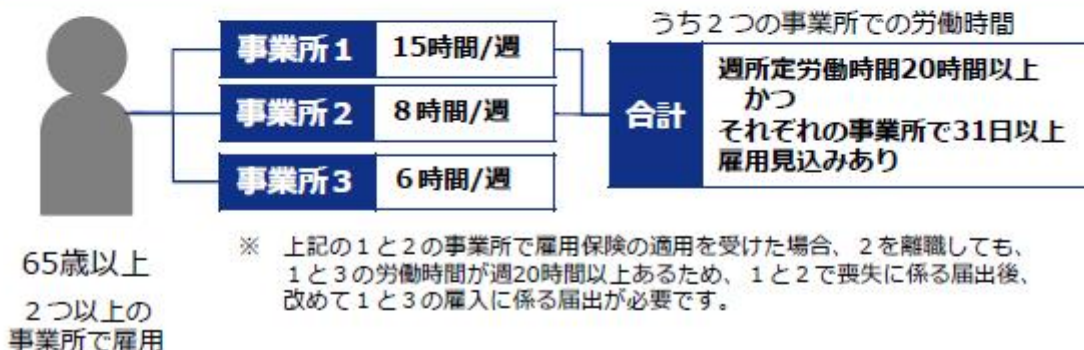 事業所1 15時間/週
事業所2 8時間/週
事業所3 6時間/週
うち2つの事業所での労働時間
合計
週所定労働時間20時間以上
かつ
それぞれの事業所で31日以上
雇用見込みあり
65歳以上
2つ以上の
事業所で雇用
※ 上記の1と2の事業所で雇用保険の適用を受けた場合、2を離職しても、
1と3の労働時間が週20時間以上あるため、1と2で喪失に係る届出後、
改めて1と3の雇入に係る届出が必要です。